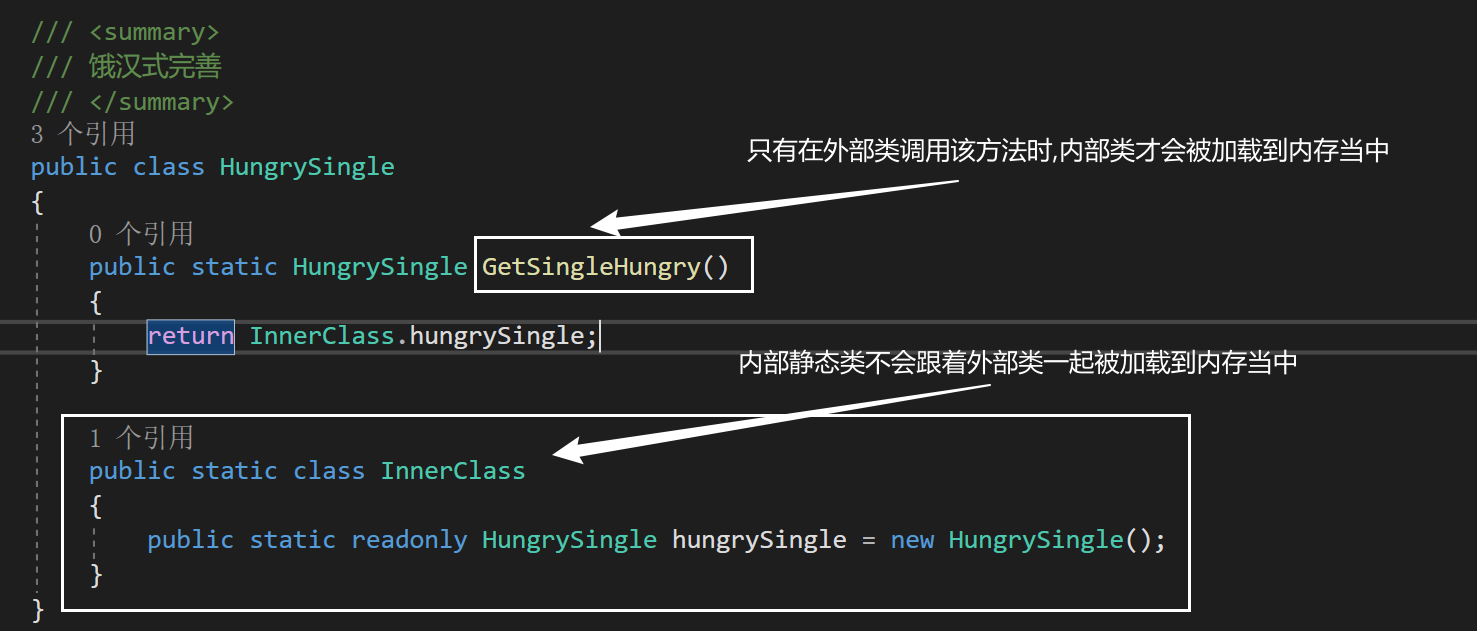 /// <summary>
/// 饿汉式完善
/// </summary>
3 个引用
public class HungrySingle
只有在外部类调用该方法时,内部类才会被加载到内存当中
{
0 个引用
public static HungrySingle GetSingleHungry()
{
return InnerClass.hungrySingle;
内部静态类不会跟着外部类一起被加载到内存当中
}
1 个引用
public static class InnerClass
{
public static readonly HungrySingle hungrySingle = new HungrySingle();
}
}